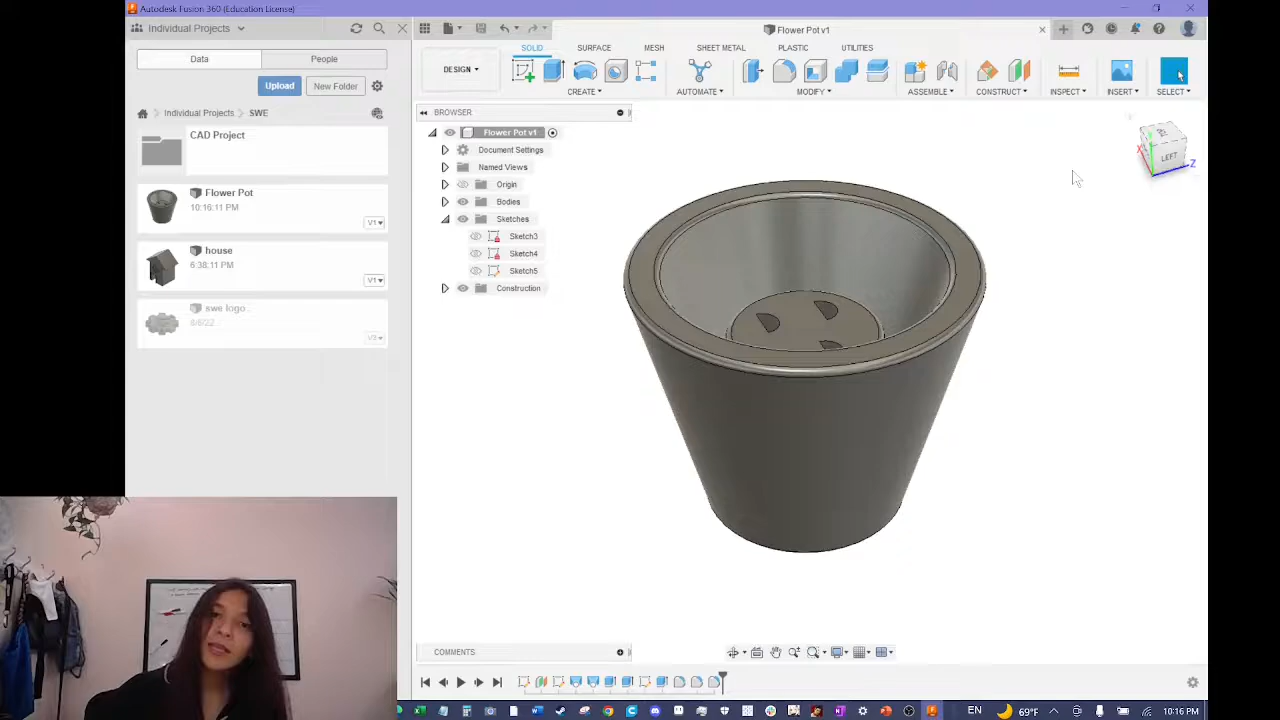 Autodesk Fusion 360 (Education License)
Individual Projects
Flower Pot v1
Data
People
SOLID
SURFACE
MESH
SHEET METAL
PLASTIC
UTILITIES
DESIGN
Upload
New Folder
CREATE
AUTOMATE
MODIFY
ASSEMBLE
CONSTRUCT
INSPECT
INSERT
SELECT
Individual Projects
SWE
BROWSER
CAD Project
Flower Pot v1
Document Settings
Named Views
Origin
Bodies
Sketches
Sketch3
Sketch4
Sketch5
Construction
Flower Pot
10:16:11 PM
V1
house
6:38:11 PM
V1
swe logo
8/6/22
X
LEFT
Z
COMMENTS
EN
69°F
10:16 PM